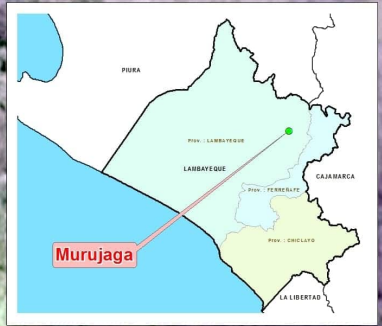 PIURA
Prov. : LAMBAYEQUE
LAMBAYEQUE
CAJAMARCA
Prov. : FERREÑAFE
Murujaga
Prov. : CHICLAYO
LA LIBERTAD